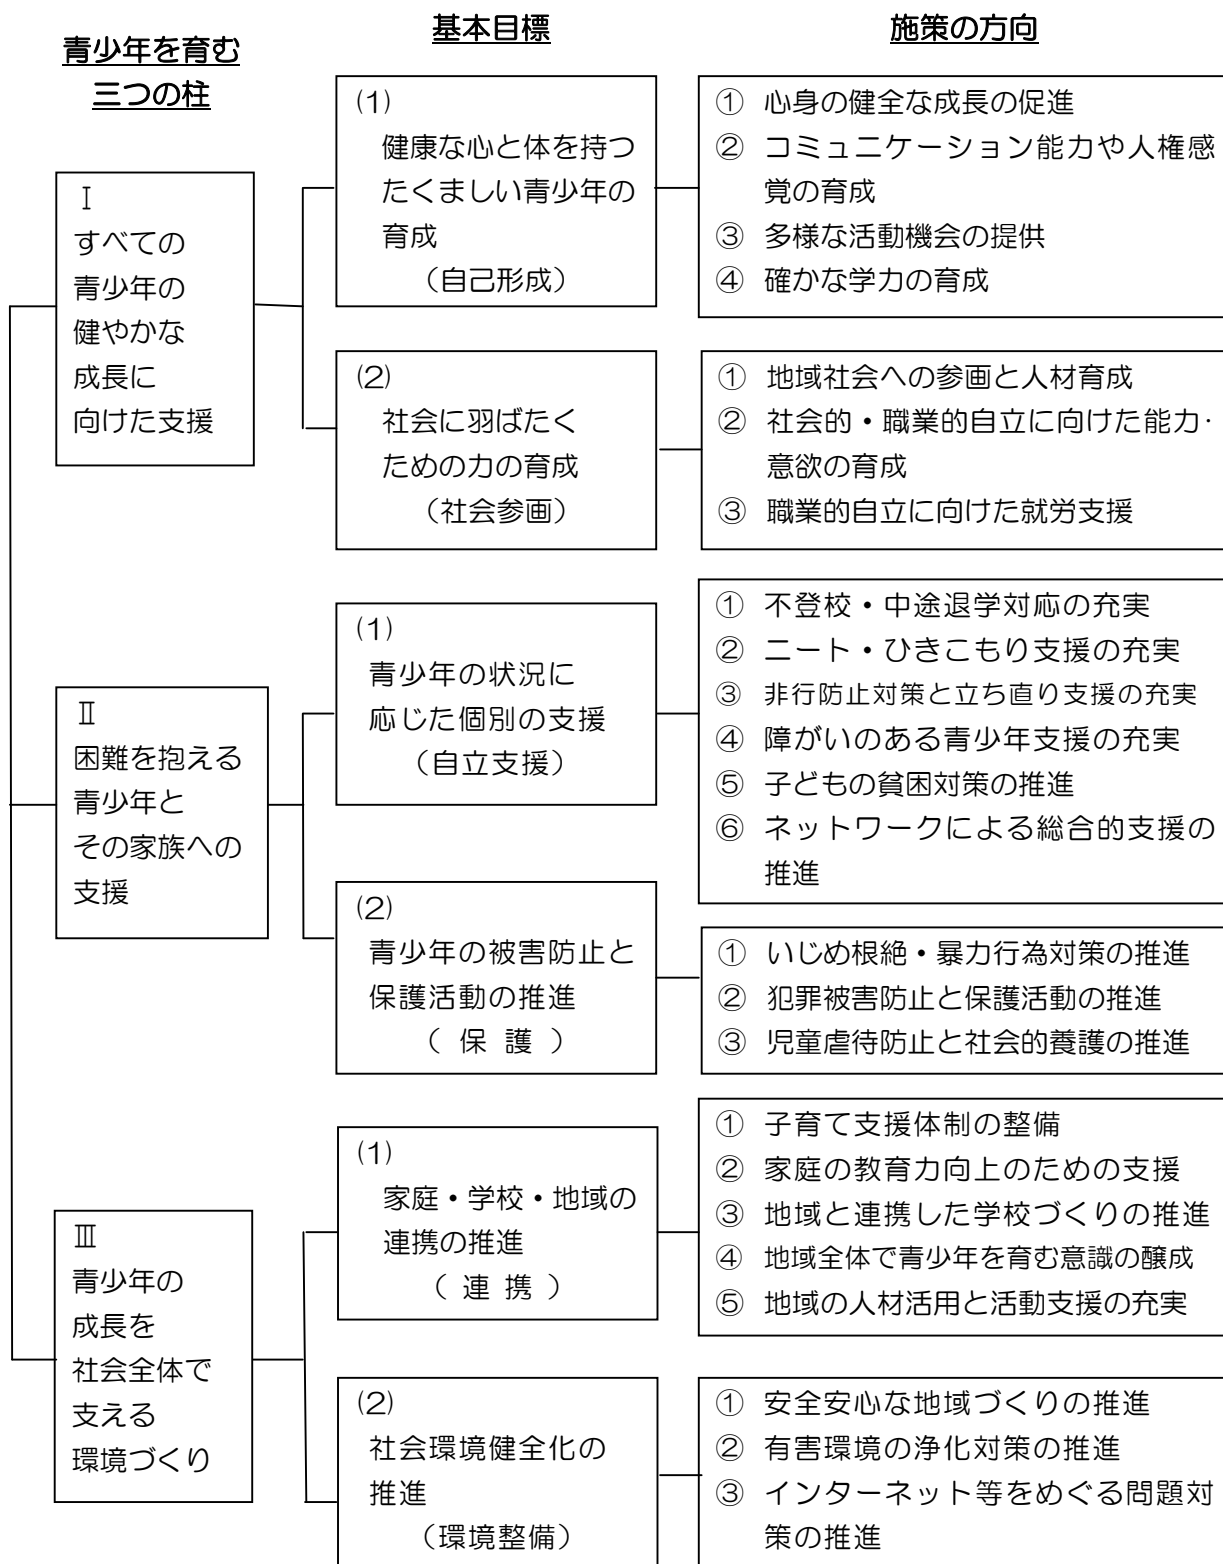 青少年を育む
三つの柱
基本目標
施策の方向
Ⅰ
すべての
青少年の
健やかな
成長に
向けた支援
(1)
健康な心と体を持つ
たくましい青少年の
育成
（自己形成）
① 心身の健全な成長の促進
② コミュニケーション能力や人権感
覚の育成
③ 多様な活動機会の提供
④ 確かな学力の育成
(2)
社会に羽ばたく
ための力の育成
（社会参画）
① 地域社会への参画と人材育成
② 社会的・職業的自立に向けた能力・
意欲の育成
③ 職業的自立に向けた就労支援
Ⅱ
困難を抱える
青少年と
その家族への
支援
(1)
青少年の状況に
応じた個別の支援
（自立支援）
① 不登校・中途退学対応の充実
② ニート・ひきこもり支援の充実
③ 非行防止対策と立ち直り支援の充実
④ 障がいのある青少年支援の充実
⑤ 子どもの貧困対策の推進
⑥ ネットワークによる総合的支援の
推進
(2)
青少年の被害防止と
保護活動の推進
（ 保 護 ）
① いじめ根絶・暴力行為対策の推進
② 犯罪被害防止と保護活動の推進
③ 児童虐待防止と社会的養護の推進
Ⅲ
青少年の
成長を
社会全体で
支える
環境づくり
(1)
家庭・学校・地域の
連携の推進
（ 連 携 ）
① 子育て支援体制の整備
② 家庭の教育力向上のための支援
③ 地域と連携した学校づくりの推進
④ 地域全体で青少年を育む意識の醸成
⑤ 地域の人材活用と活動支援の充実
(2)
社会環境健全化の
推進
（環境整備）
① 安全安心な地域づくりの推進
② 有害環境の浄化対策の推進
③ インターネット等をめぐる問題対
策の推進